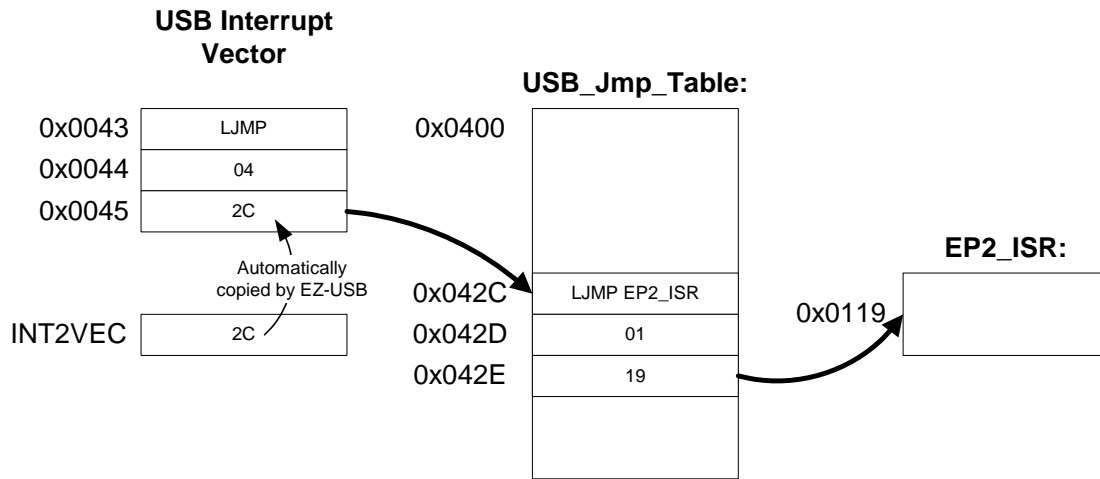 USB Interrupt
Vector
USB_Jmp_Table:
0x0043
LJMP
0x0400
0x0044
04
0x0045
2C
Automatically
copied by EZ-USB
EP2_ISR:
0x042C
LJMP EP2_ISR
0x0119
INT2VEC
2C
0x042D
01
0x042E
19